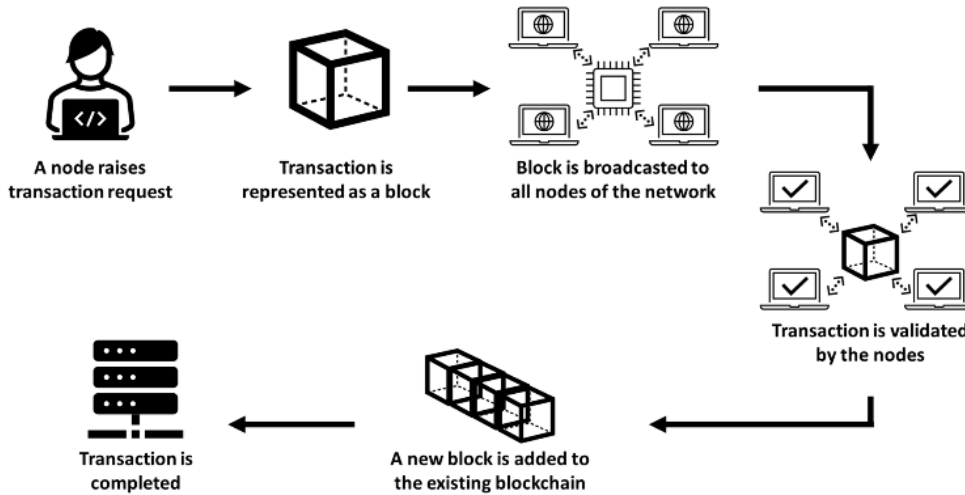 </>
A node raises
transaction request
Transaction is
represented as a block
Block is broadcasted to
all nodes of the network
Transaction is validated
by the nodes
A new block is added to
the existing blockchain
Transaction is
completed